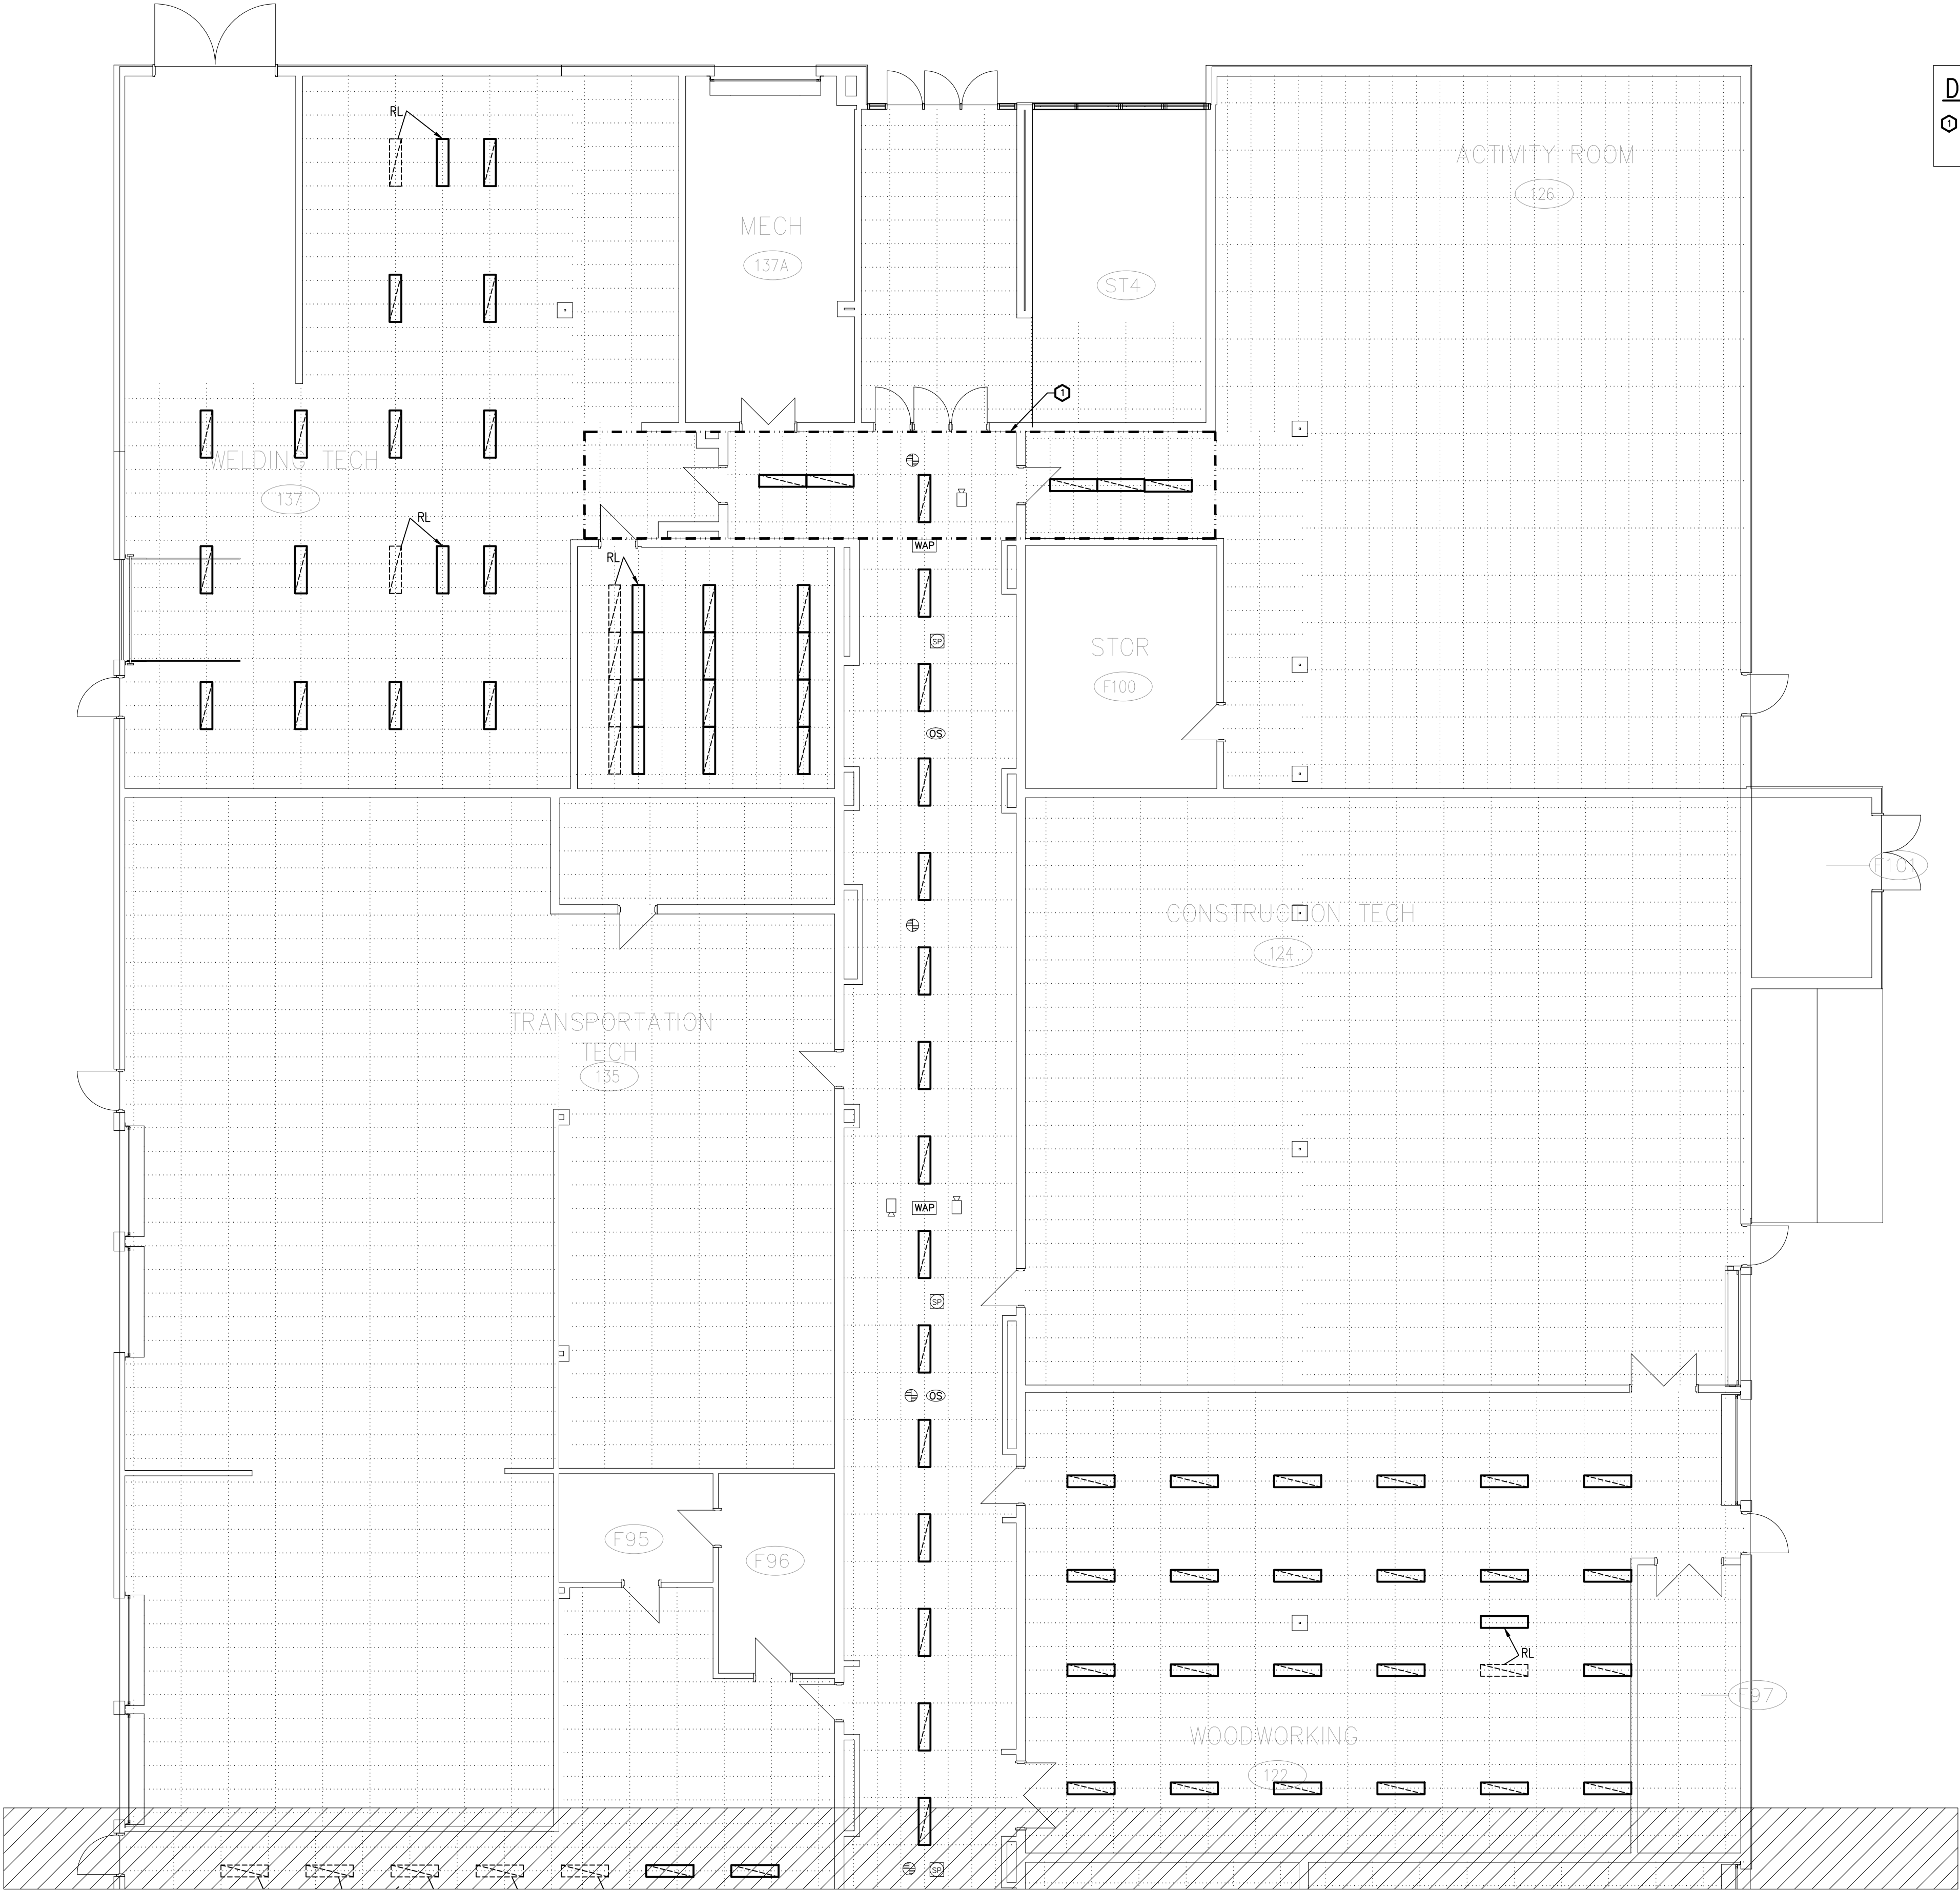 D
1
RL
ACTIVITY ROOM
126
MECH
137A
ST4
1
WELDING TECH
137
RL
WAP
RL
SP
STOR
F100
OS
F101
CONSTRUCTION TECH
124
TRANSPORTATION
TECH
135
WAP
SP
OS
F95
F96
RL
F97
WOODWORKING
122
SP